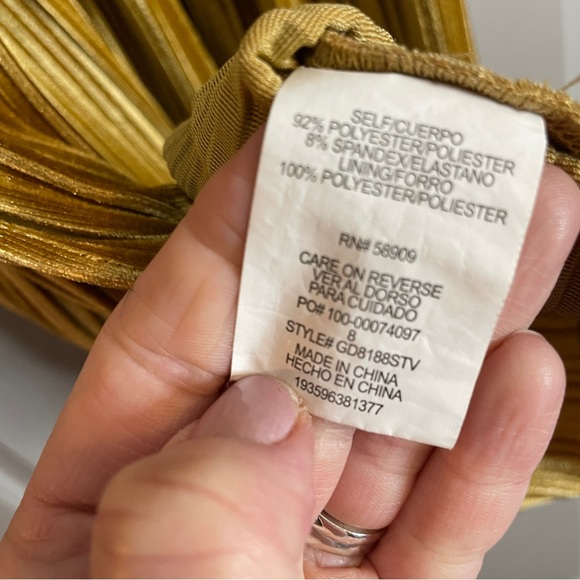 SELF/CUERPO
92% POLYESTER/POLIESTER
8% SPANDEX/ELASTANO
LINING/FORRO
100% POLYESTER/POLIESTER
RN# 58909
CARE ON REVERSE
VER AL DORSO
PARA CUIDADO
PO# 100-00074097
8
STYLE# GD8188STV
MADE IN CHINA
HECHO EN CHINA
193596381377